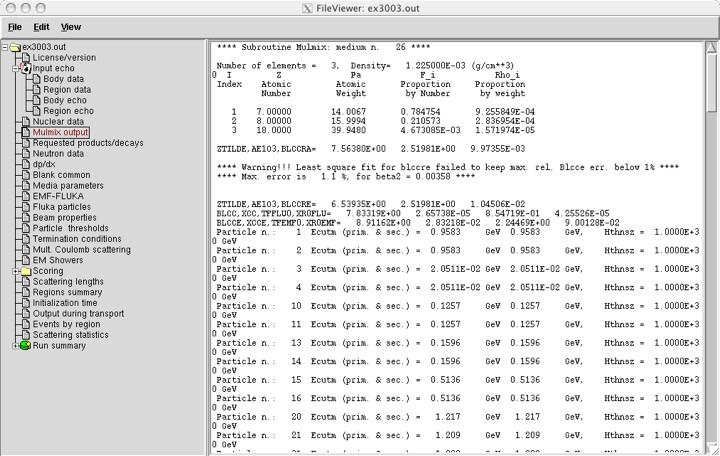 FileViewer: ex3003.out
File Edit View
ex3003.out
License/version
Input echo
Body data
Region data
Body echo
Region echo
Nuclear data
Mulmix output
Requested products/decays
Neutron data
dp/dx
Blank common
Media parameters
EMF-FLUKA
Fluka particles
Beam properties
Particle thresholds
Termination conditions
Mult. Coulomb scattering
EM Showers
Scoring
Scattering lengths
Regions summary
Initialization time
Output during transport
Events by region
Scattering statistics
Run summary
**** Subroutine Mulmix: medium n. 26 ****
Number of elements = 3, Density= 1.225000E-03 (g/cm**3)
0 I Z Pa F_i Rho_i
Index Atomic Atomic Proportion Proportion
Number Weight by Number by weight
1 7.00000 14.0067 0.784754 9.255849E-04
2 8.00000 15.9994 0.210573 2.836954E-04
3 18.0000 39.9480 4.673085E-03 1.571974E-05
ZTILDE,AE1O3,BLCCRA= 7.56380E+00 2.51981E+00 9.97355E-03
**** Warning!!! Least square fit for blccre failed to keep max. rel. Blcce err. below 1% ****
**** Max. error is 1.1 %, for beta2 = 0.00358 ****
ZTILDE,AE1O3,BLCCRE= 6.53935E+00 2.51981E+00 1.04506E-02
BLCC,XCC,TFFLU0,XR0FLU= 7.83319E+00 2.65738E-05 8.54719E-01 4.25526E-05
BLCCE,XCCE,TFEMF0,XR0EMF= 8.91162E+00 2.83218E-05 2.24469E+00 9.00128E-02
Particle n.: 1 Ecutm (prim. & sec.) = 0.9583 GeV 0.9583 GeV, Hthnsz = 1.0000E+3
0 GeV
Particle n.: 2 Ecutm (prim. & sec.) = 0.9583 GeV 0.9583 GeV, Hthnsz = 1.0000E+3
0 GeV
Particle n.: 3 Ecutm (prim. & sec.) = 2.0511E-02 GeV 2.0511E-02 GeV, Hthnsz = 1.0000E+3
0 GeV
Particle n.: 4 Ecutm (prim. & sec.) = 2.0511E-02 GeV 2.0511E-02 GeV, Hthnsz = 1.0000E+3
0 GeV
Particle n.: 10 Ecutm (prim. & sec.) = 0.1257 GeV 0.1257 GeV, Hthnsz = 1.0000E+3
0 GeV
Particle n.: 11 Ecutm (prim. & sec.) = 0.1257 GeV 0.1257 GeV, Hthnsz = 1.0000E+3
0 GeV
Particle n.: 13 Ecutm (prim. & sec.) = 0.1596 GeV 0.1596 GeV, Hthnsz = 1.0000E+3
0 GeV
Particle n.: 14 Ecutm (prim. & sec.) = 0.1596 GeV 0.1596 GeV, Hthnsz = 1.0000E+3
0 GeV
Particle n.: 15 Ecutm (prim. & sec.) = 0.5136 GeV 0.5136 GeV, Hthnsz = 1.0000E+3
0 GeV
Particle n.: 16 Ecutm (prim. & sec.) = 0.5136 GeV 0.5136 GeV, Hthnsz = 1.0000E+3
0 GeV
Particle n.: 20 Ecutm (prim. & sec.) = 1.217 GeV 1.217 GeV, Hthnsz = 1.0000E+3
0 GeV
Particle n.: 21 Ecutm (prim. & sec.) = 1.209 GeV 1.209 GeV, Hthnsz = 1.0000E+3
0 GeV